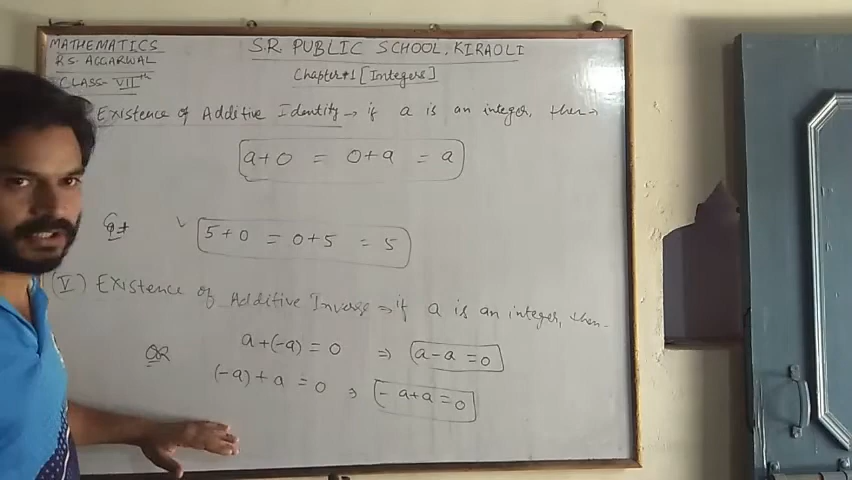 MATHEMATICS
R.S. AGGARWAL
CLASS- VIIth
S.R. PUBLIC SCHOOL, KIRAOLI
Chapter#1 [Integers]
Existence of Additive Identity → if a is an integer, then→
a+0 = 0+a = a
5+0 = 0+5 = 5
(V) Existence of Additive Inverse ⇒ if a is an integer, then-
a+(-a) = 0 ⇒ a-a = 0
OR
(-a)+a = 0 ⇒ -a+a=0